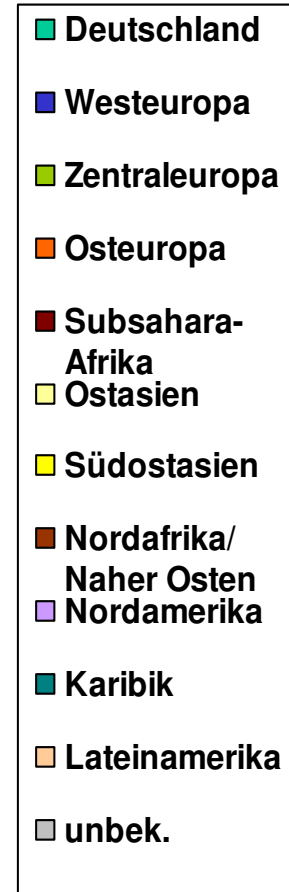 Deutschland
Westeuropa
Zentraleuropa
Osteuropa
Subsahara-
Afrika
Ostasien
Südostasien
Nordafrika/
Naher Osten
Nordamerika
Karibik
Lateinamerika
unbek.